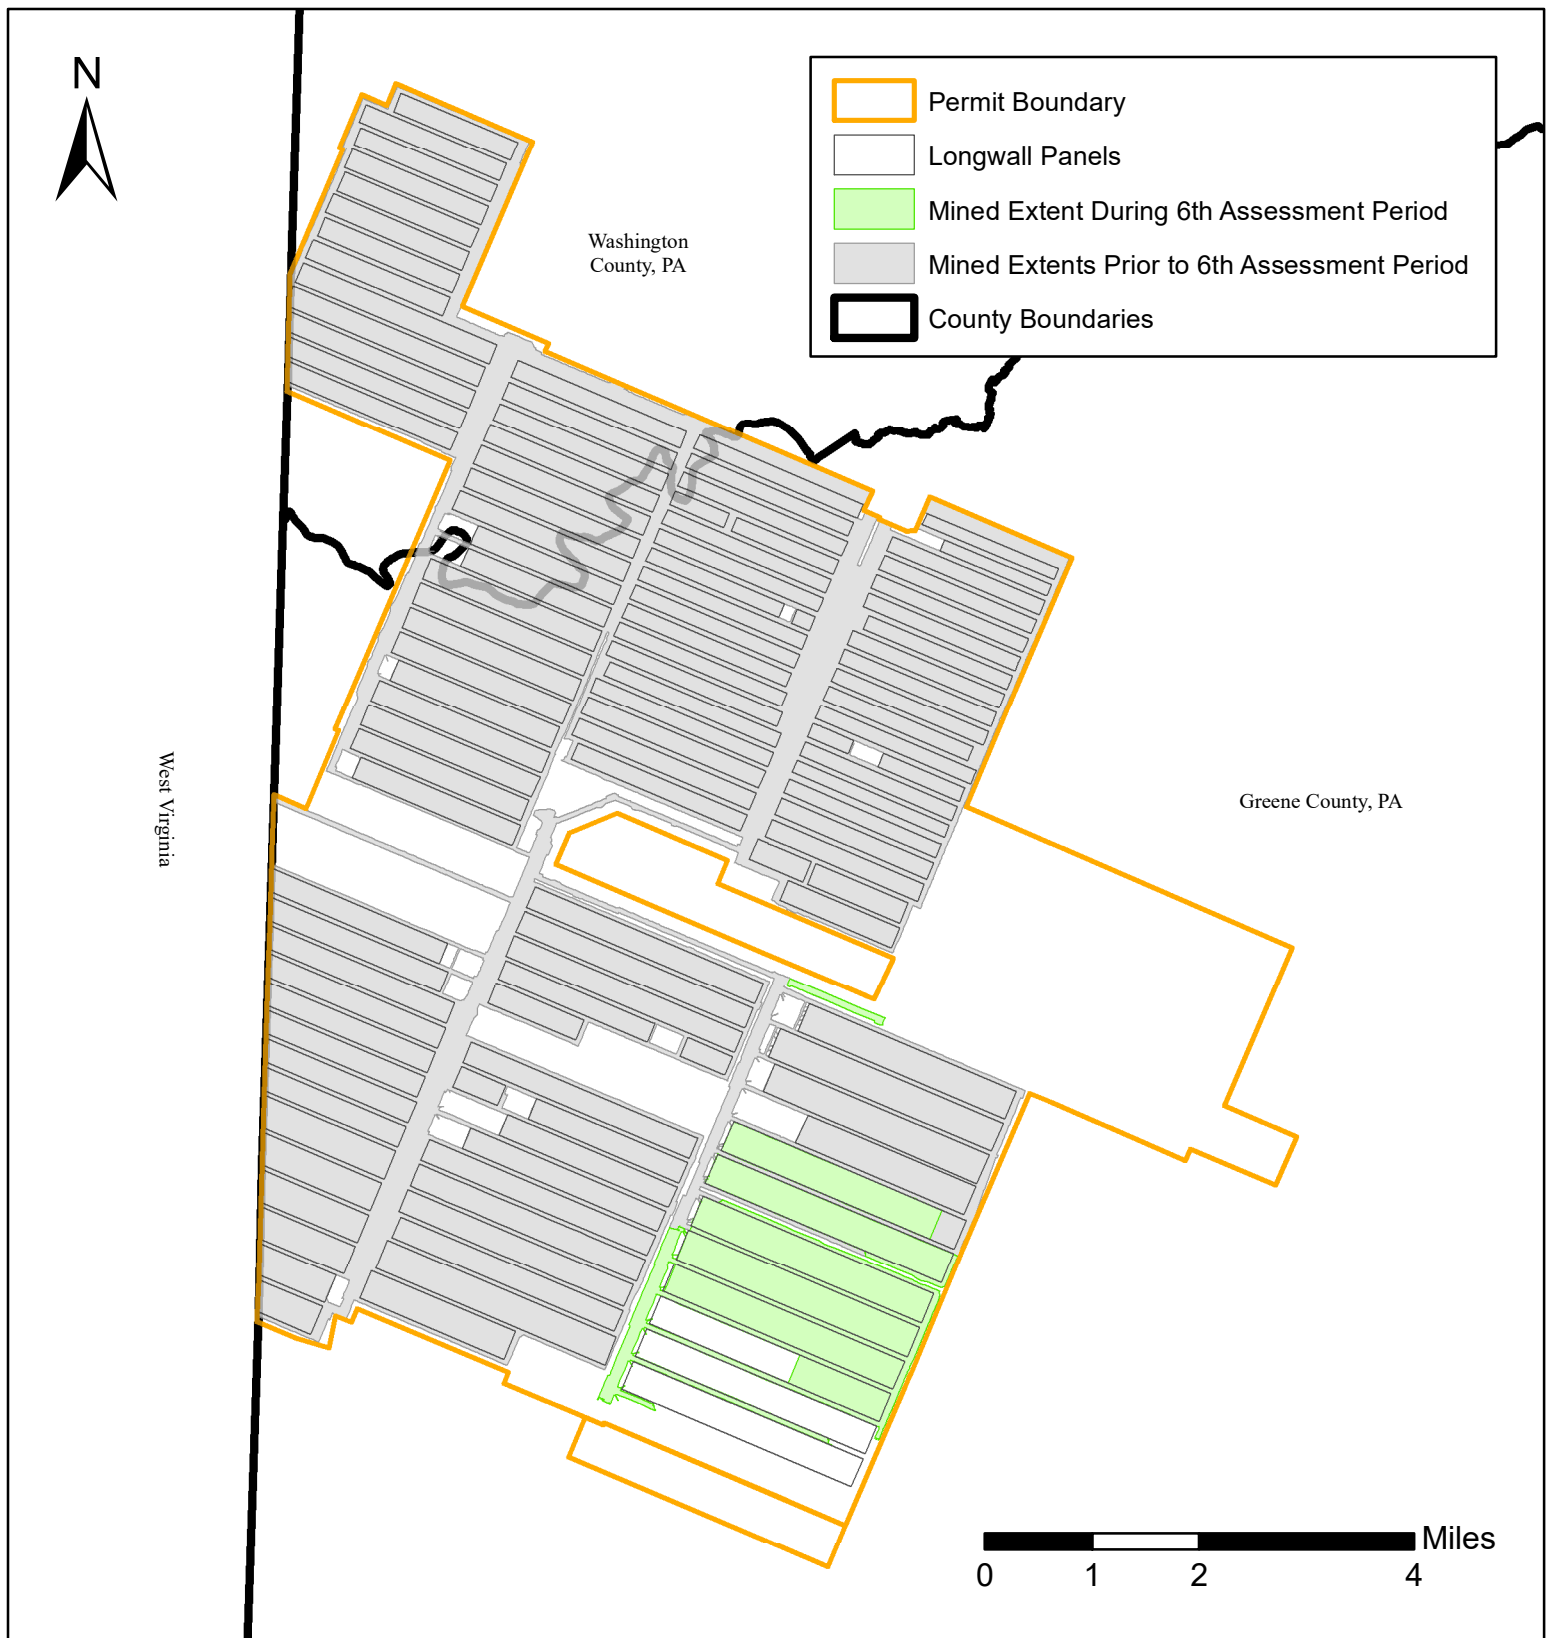 N
Permit Boundary
Longwall Panels
Mined Extent During 6th Assessment Period
Mined Extents Prior to 6th Assessment Period
County Boundaries
Washington
County, PA
West Virginia
Greene County, PA
Miles
0 1 2 4